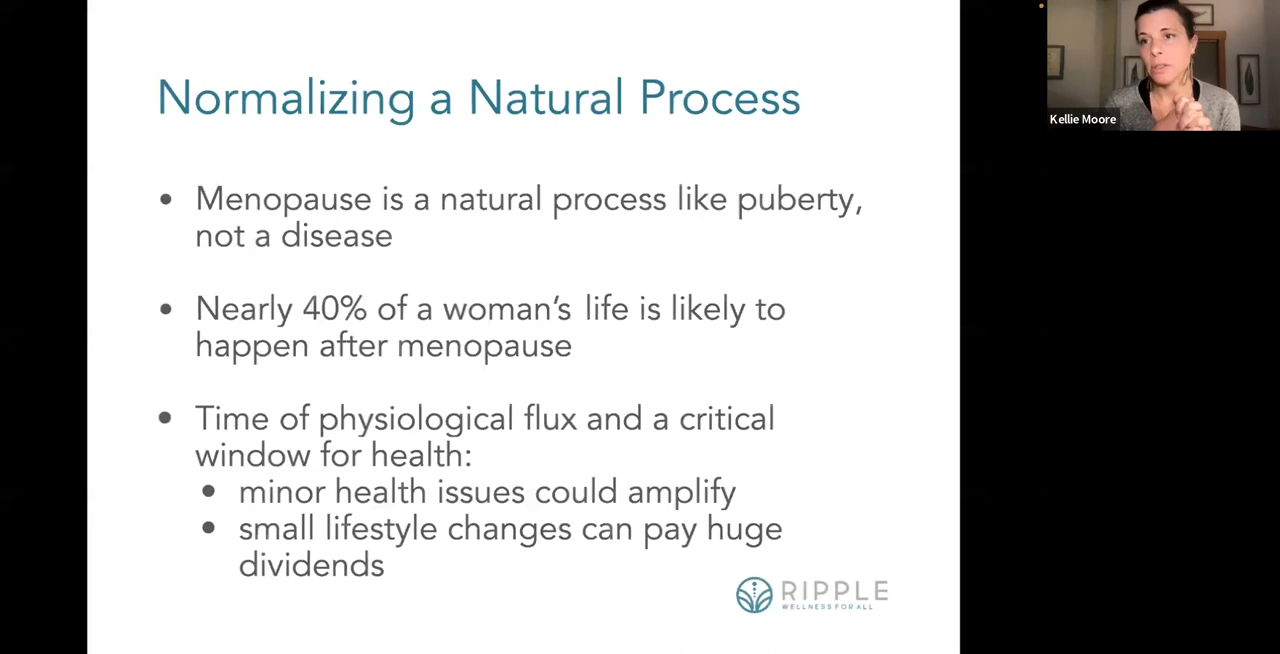 Normalizing a Natural Process
• Menopause is a natural process like puberty,
not a disease
• Nearly 40% of a woman’s life is likely to
happen after menopause
• Time of physiological flux and a critical
window for health:
• minor health issues could amplify
• small lifestyle changes can pay huge
dividends
RIPPLE
WELLNESS FOR ALL
Kellie Moore